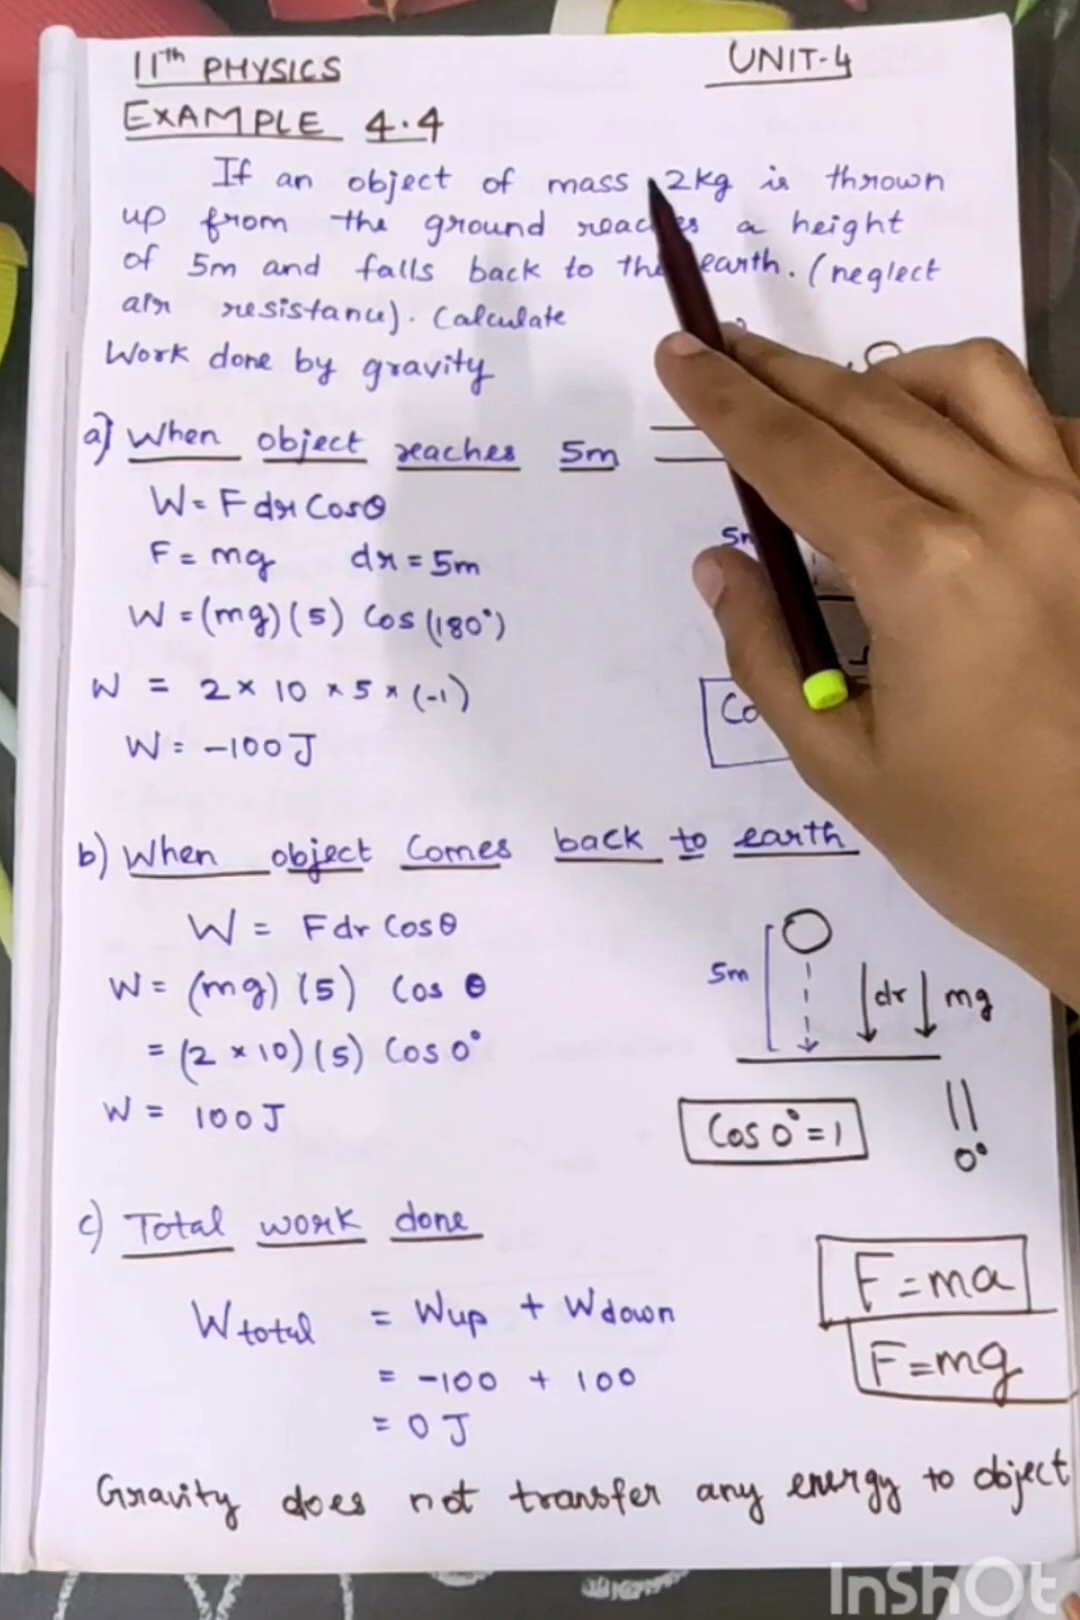 11th PHYSICS
UNIT-4
EXAMPLE 4.4
If an object of mass 2kg is thrown
up from the ground reaches a height
of 5m and falls back to the earth. (neglect
air resistance). Calculate
Work done by gravity
a) When object reaches 5m
W = F dr Cosθ
F = mg dr = 5m
5m
W = (mg)(5) Cos (180°)
W = 2 × 10 × 5 × (-1)
W = -100 J
b) When object Comes back to earth
W = F dr Cosθ
W = (mg) (5) Cos θ
5m dr mg
= (2 × 10)(5) Cos 0°
W = 100 J
Cos 0° = 1
0°
c) Total work done
F = ma
W total = Wup + Wdown
F = mg
= -100 + 100
= 0 J
Gravity does not transfer any energy to object
InShOt